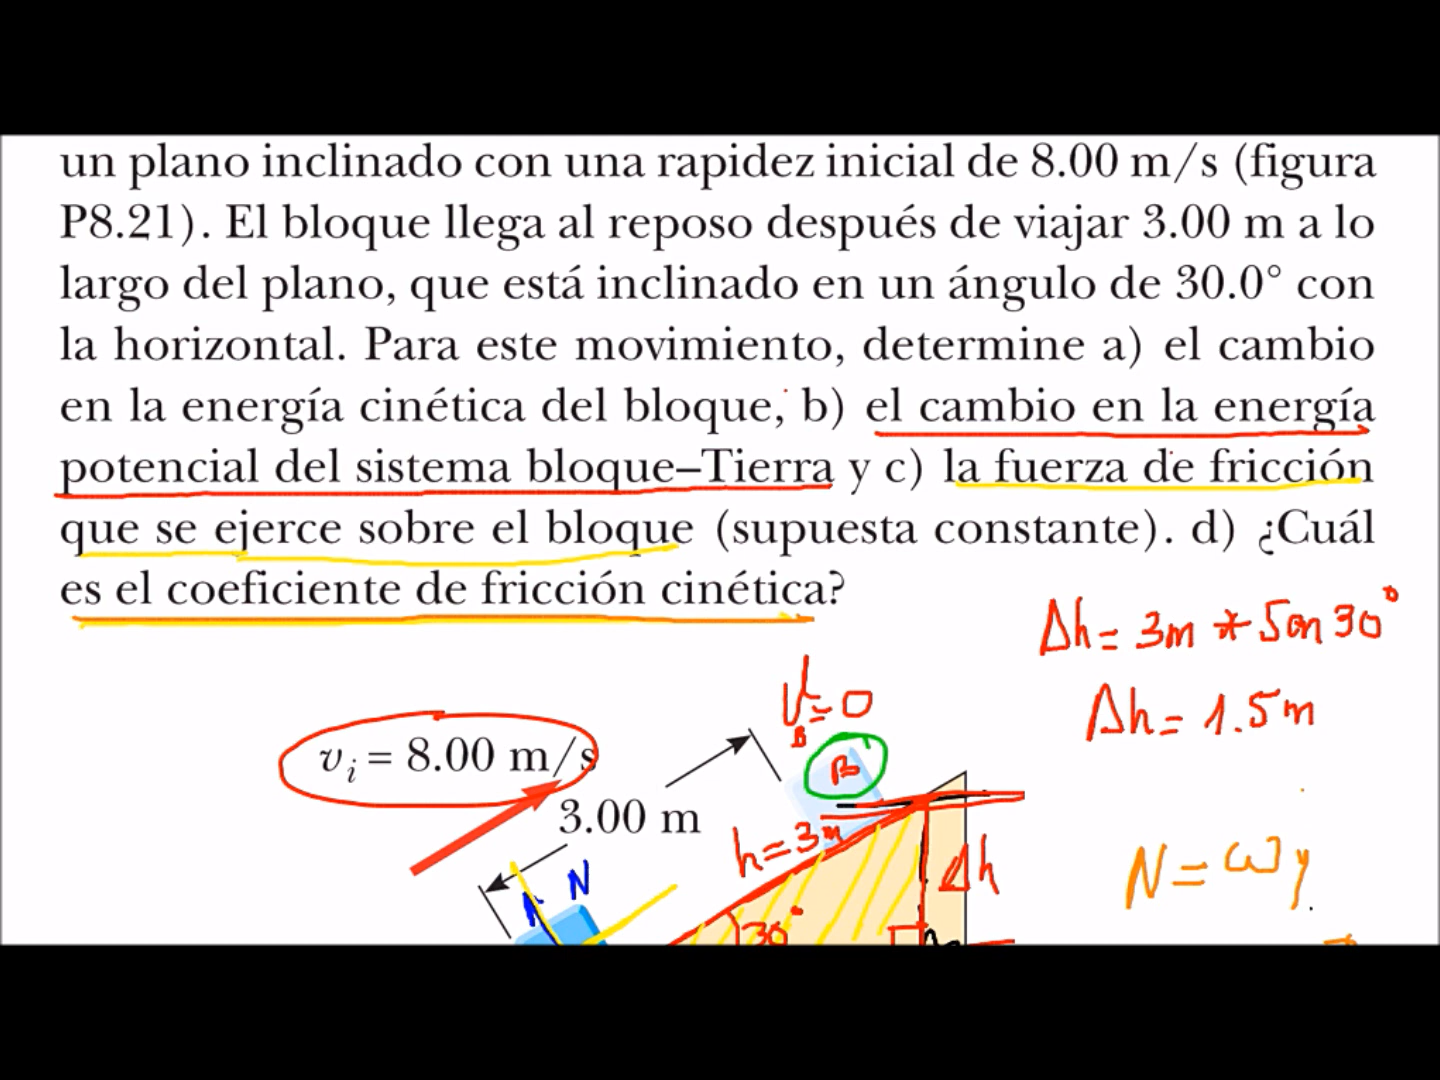 un plano inclinado con una rapidez inicial de 8.00 m/s (figura
P8.21). El bloque llega al reposo después de viajar 3.00 m a lo
largo del plano, que está inclinado en un ángulo de 30.0° con
la horizontal. Para este movimiento, determine a) el cambio
en la energía cinética del bloque, b) el cambio en la energía
potencial del sistema bloque–Tierra y c) la fuerza de fricción
que se ejerce sobre el bloque (supuesta constante). d) ¿Cuál
es el coeficiente de fricción cinética?
Δh = 3m * Sen 30°
Δh = 1.5m
V_B = 0
v_i = 8.00 m/s
B
3.00 m
h = 3m
Δh
N
N = ωy
30°